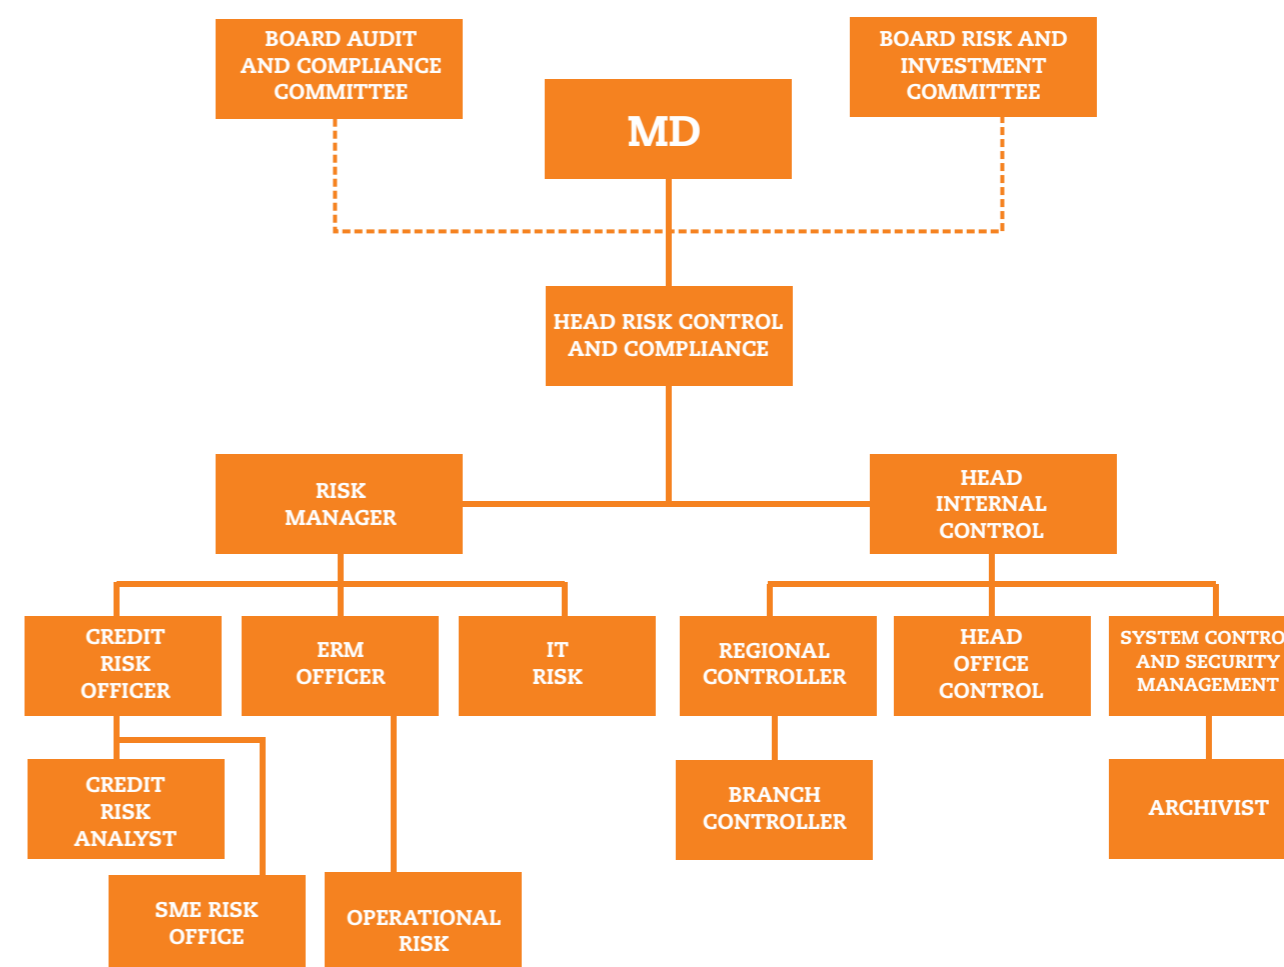 BOARD AUDIT
AND COMPLIANCE
COMMITTEE
BOARD RISK AND
INVESTMENT
COMMITTEE
MD
HEAD RISK CONTROL
AND COMPLIANCE
RISK
MANAGER
HEAD
INTERNAL
CONTROL
CREDIT
RISK
OFFICER
ERM
OFFICER
IT
RISK
REGIONAL
CONTROLLER
HEAD
OFFICE
CONTROL
SYSTEM CONTRO
AND SECURITY
MANAGEMENT
CREDIT
RISK
ANALYST
BRANCH
CONTROLLER
ARCHIVIST
SME RISK
OFFICE
OPERATIONAL
RISK